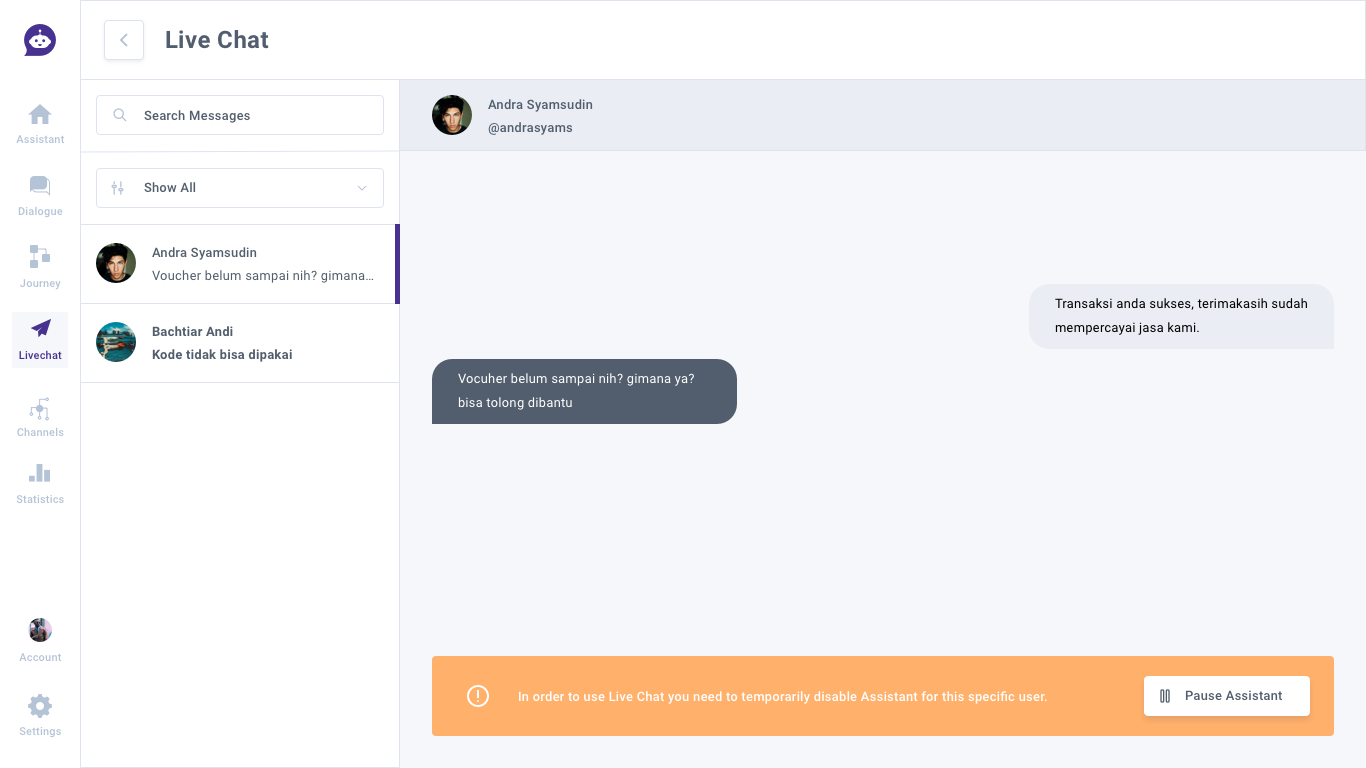 Live Chat
Assistant
Dialogue
Journey
Livechat
Channels
Statistics
Account
Settings
Search Messages
Show All
Andra Syamsudin
Voucher belum sampai nih? gimana...
Bachtiar Andi
Kode tidak bisa dipakai
Andra Syamsudin
@andrasyams
Transaksi anda sukses, terimakasih sudah
mempercayai jasa kami.
Vocuher belum sampai nih? gimana ya?
bisa tolong dibantu
In order to use Live Chat you need to temporarily disable Assistant for this specific user.
Pause Assistant